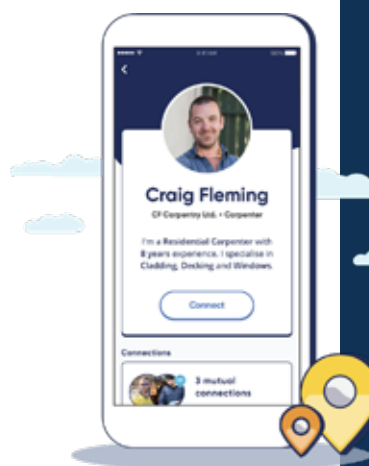 Craig Fleming
CF Carpentry Ltd. • Carpenter
I'm a Residential Carpenter with
8 years experience. I specialise in
Cladding, Decking and Windows.
Connect
Connections
3 mutual
connections